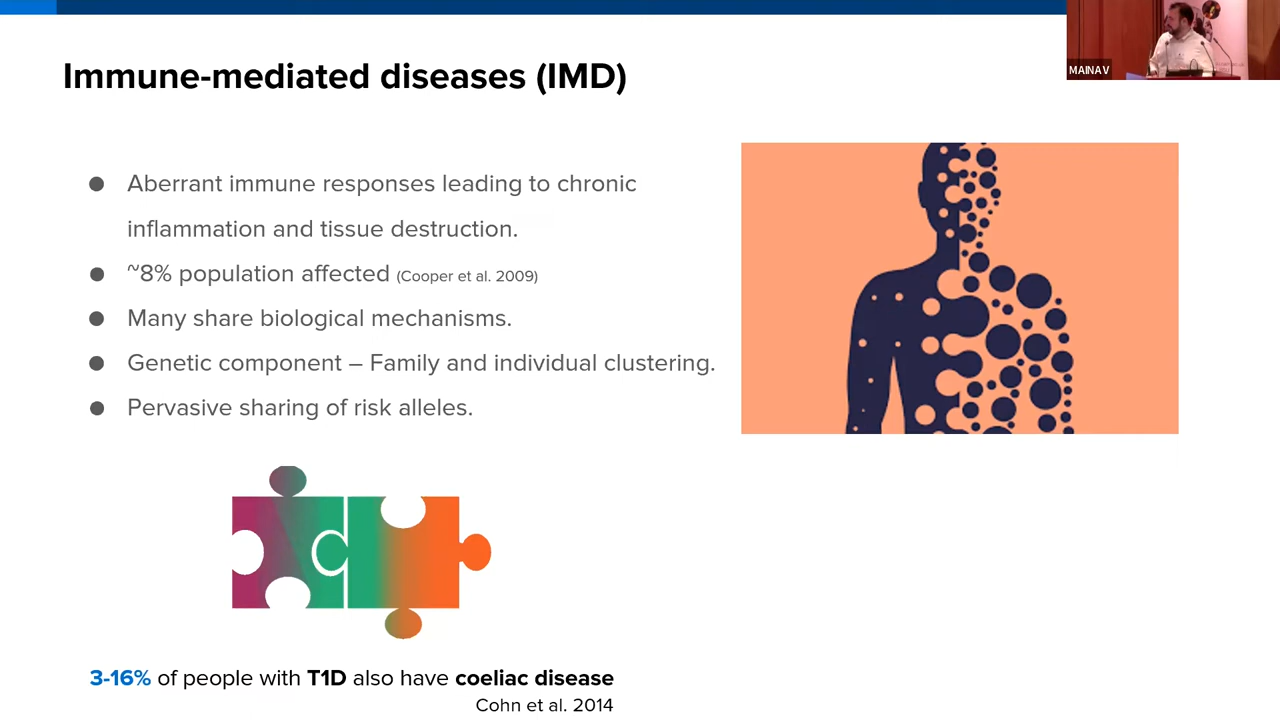 Immune-mediated diseases (IMD)
MAINAV
● Aberrant immune responses leading to chronic
inflammation and tissue destruction.
● ~8% population affected (Cooper et al. 2009)
● Many share biological mechanisms.
● Genetic component – Family and individual clustering.
● Pervasive sharing of risk alleles.
3-16% of people with T1D also have coeliac disease
Cohn et al. 2014